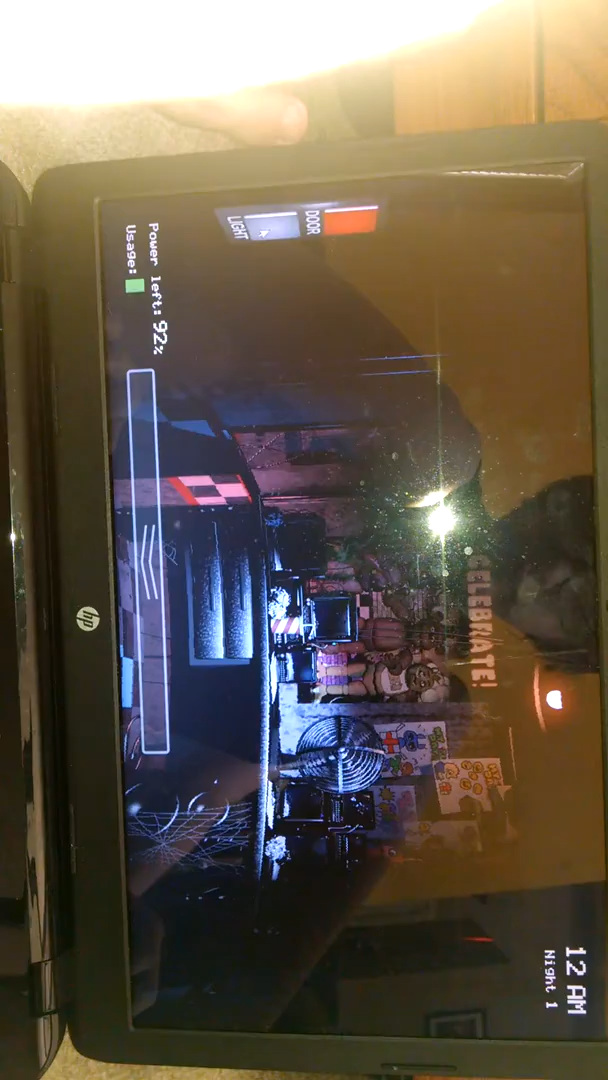 12 AM
Night 1
CELEBRATE!
DOOR
LIGHT
Power left: 92%
Usage:
hp